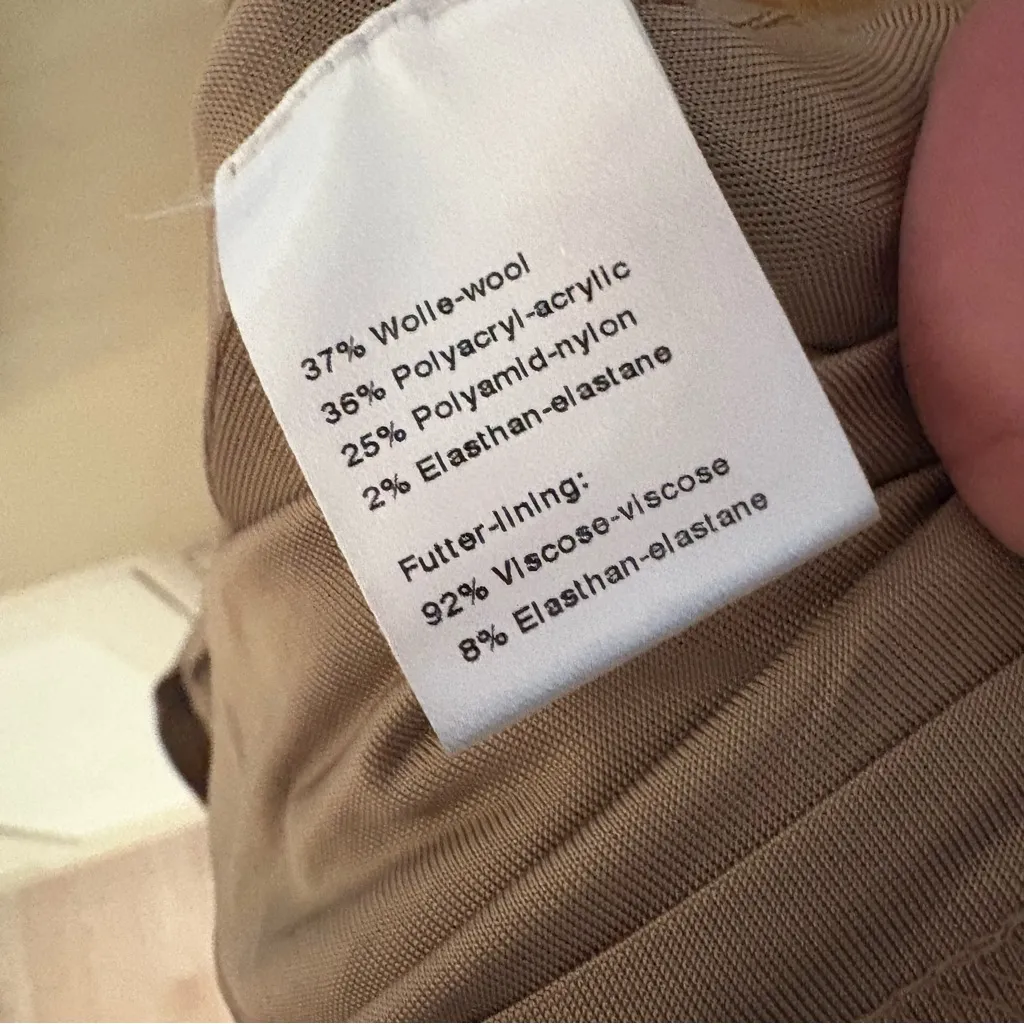 37% Wolle-wool
36% Polyacryl-acrylic
25% Polyamid-nylon
2% Elasthan-elastane
Futter-lining:
92% Viscose-viscose
8% Elasthan-elastane